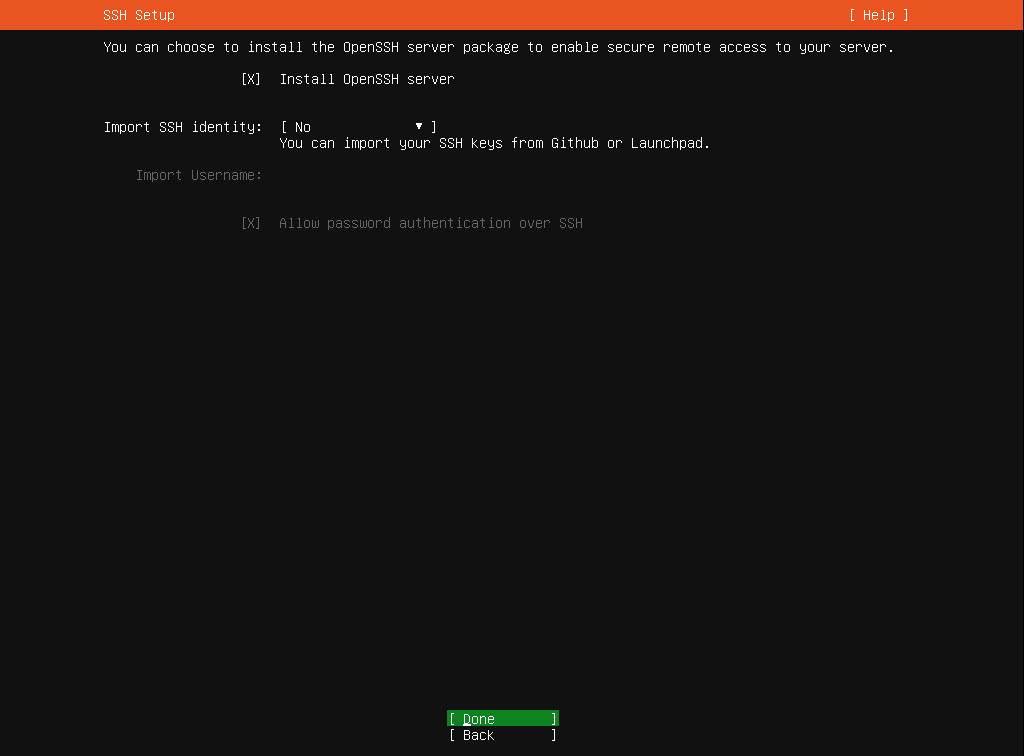 SSH Setup [ Help ]
You can choose to install the OpenSSH server package to enable secure remote access to your server.
[X] Install OpenSSH server
Import SSH identity: [ No ▼ ]
You can import your SSH keys from Github or Launchpad.
Import Username:
[X] Allow password authentication over SSH
[ Done ]
[ Back ]